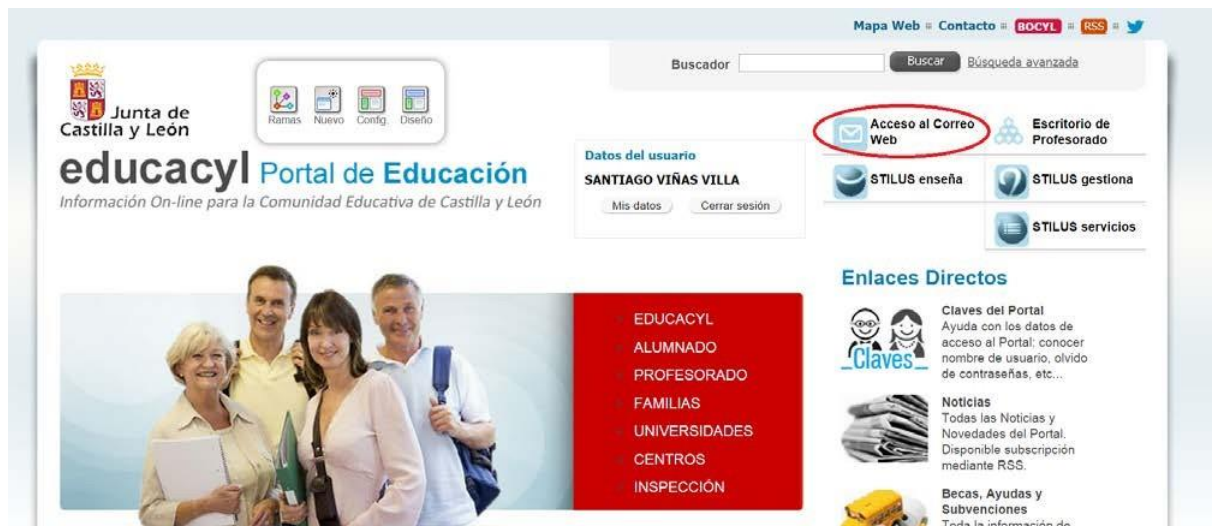 Mapa Web
Contacto
BOCYL
RSS
Buscador
Buscar
Búsqueda avanzada
Junta de
Castilla y León
Ramas
Nuevo
Config.
Diseño
Acceso al Correo
Web
Escritorio de
Profesorado
educacyl Portal de Educación
Información On-line para la Comunidad Educativa de Castilla y León
Datos del usuario
SANTIAGO VIÑAS VILLA
Mis datos
Cerrar sesión
STILUS enseña
STILUS gestiona
STILUS servicios
EDUCACYL
ALUMNADO
PROFESORADO
FAMILIAS
UNIVERSIDADES
CENTROS
INSPECCIÓN
Enlaces Directos
_Claves_
Claves del Portal
Ayuda con los datos de
acceso al Portal: conocer
nombre de usuario, olvido
de contraseñas, etc...
Noticias
Todas las Noticias y
Novedades del Portal.
Disponible subscripción
mediante RSS.
Becas, Ayudas y
Subvenciones
Toda la información de